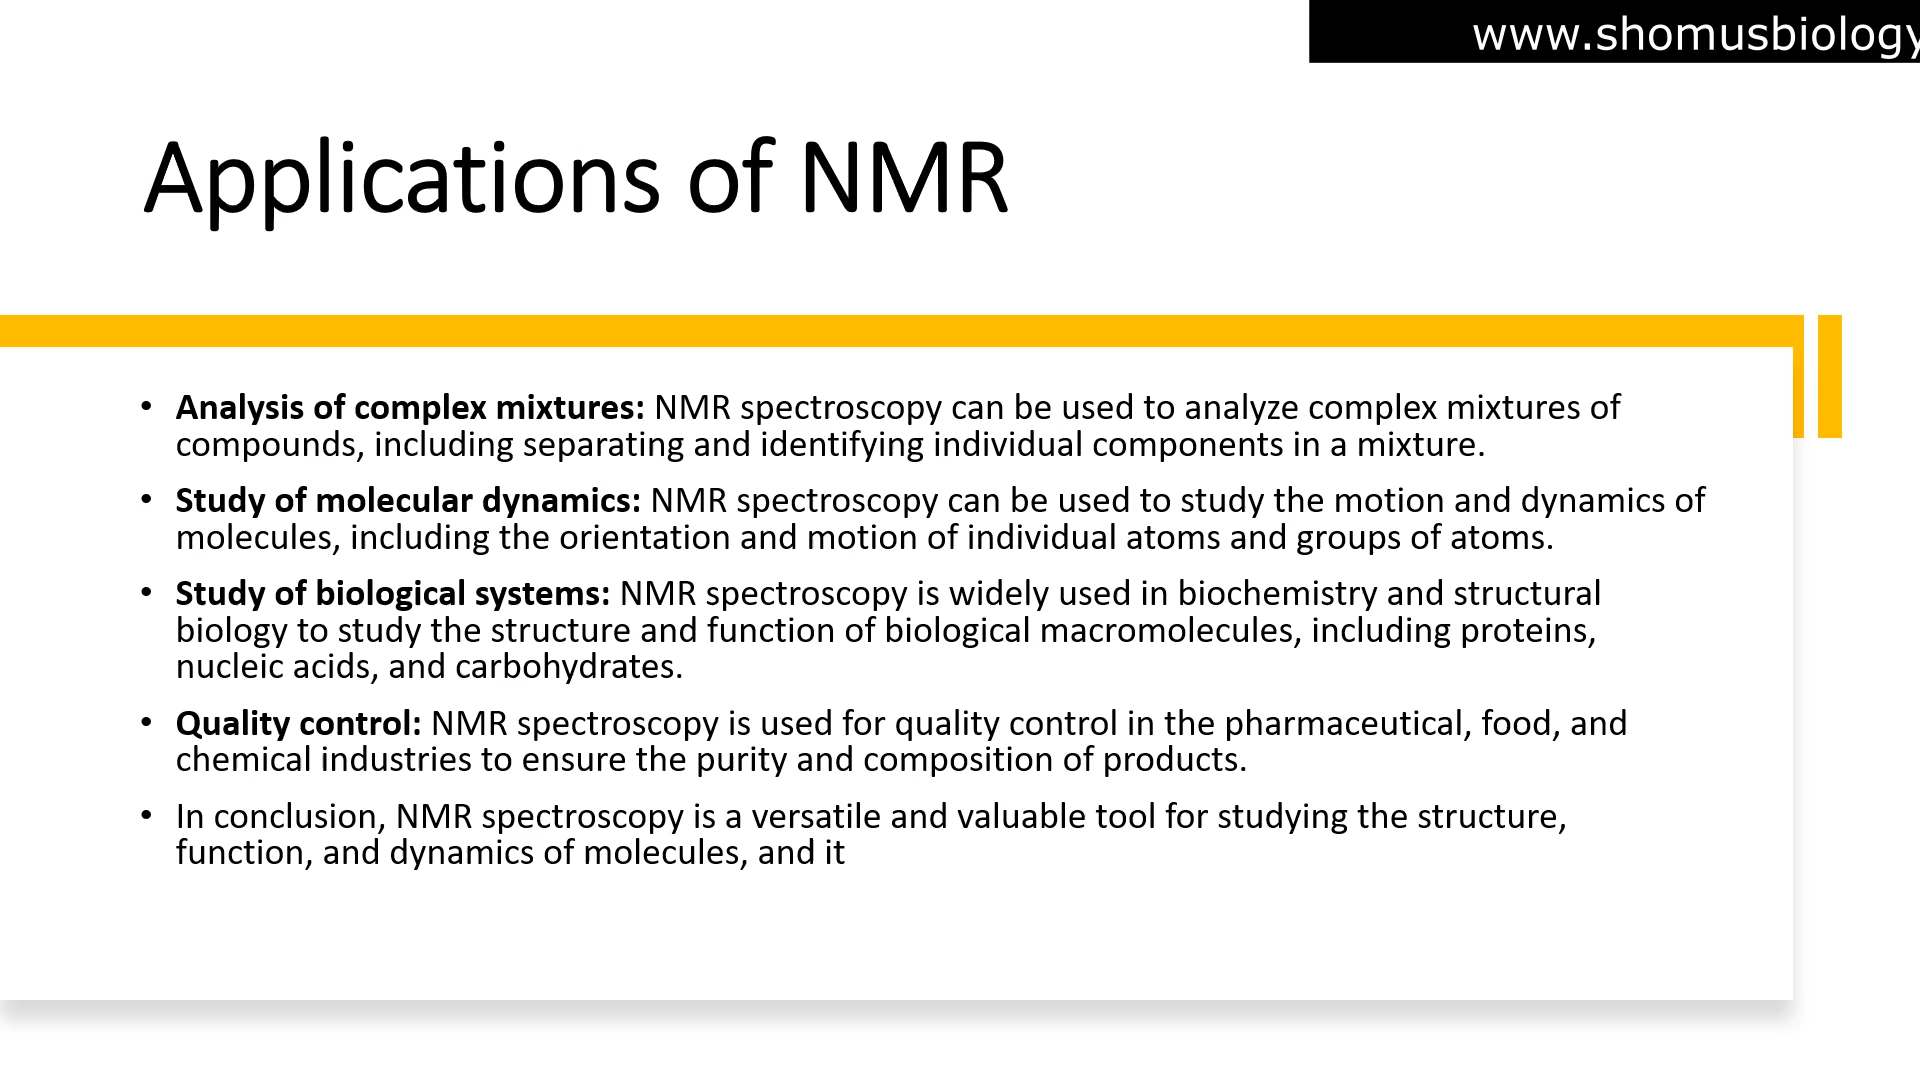 www.shomusbiology
Applications of NMR
• Analysis of complex mixtures: NMR spectroscopy can be used to analyze complex mixtures of
compounds, including separating and identifying individual components in a mixture.
• Study of molecular dynamics: NMR spectroscopy can be used to study the motion and dynamics of
molecules, including the orientation and motion of individual atoms and groups of atoms.
• Study of biological systems: NMR spectroscopy is widely used in biochemistry and structural
biology to study the structure and function of biological macromolecules, including proteins,
nucleic acids, and carbohydrates.
• Quality control: NMR spectroscopy is used for quality control in the pharmaceutical, food, and
chemical industries to ensure the purity and composition of products.
• In conclusion, NMR spectroscopy is a versatile and valuable tool for studying the structure,
function, and dynamics of molecules, and it